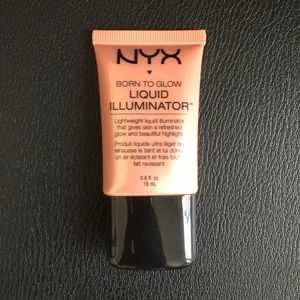 NYX
BORN TO GLOW
LIQUID
ILLUMINATOR™
Lightweight liquid illuminator
that gives skin a refreshed
glow and beautiful highlight
Produit liquide ultra léger qui
rehausse le teint et lui donne
un air éclatant et frais tout
fait ravissant
0.6 fl. oz.
18 mL